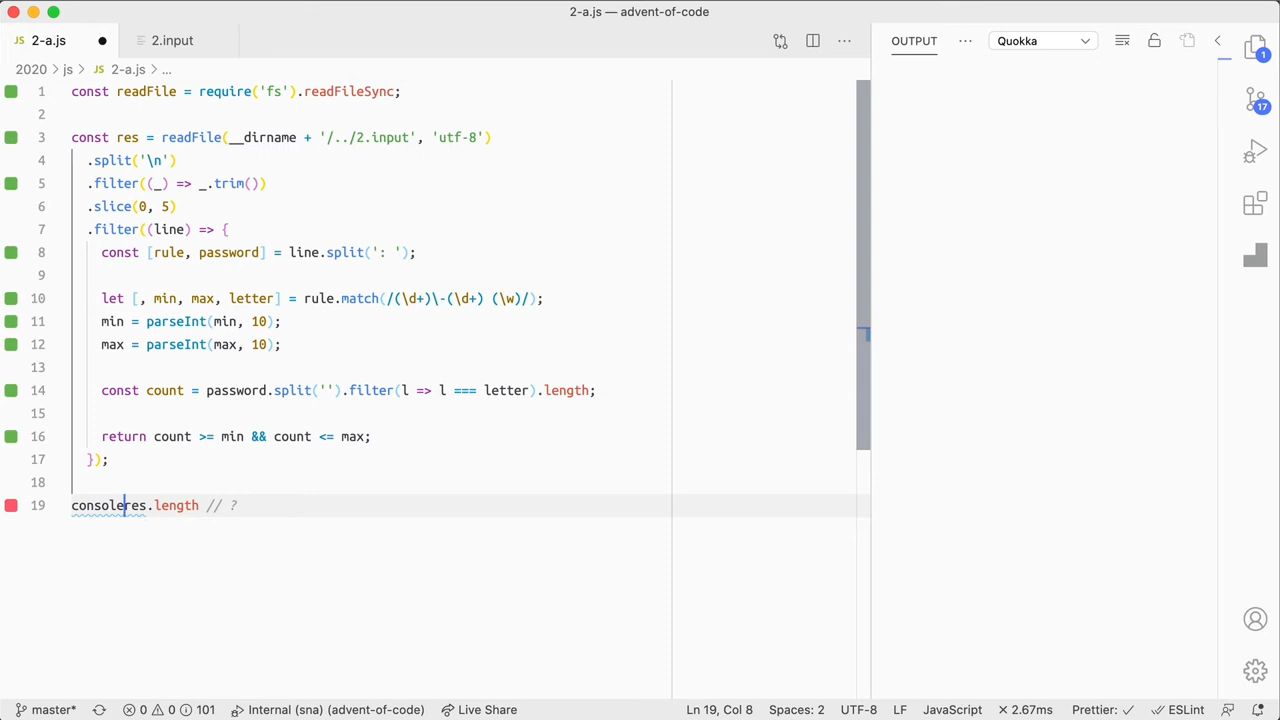 2-a.js — advent-of-code
JS 2-a.js
2.input
OUTPUT
Quokka
1
2020 js JS 2-a.js ...
1 const readFile = require('fs').readFileSync;
2
3 const res = readFile(__dirname + '/../2.input', 'utf-8')
4 .split('\n')
5 .filter((_) => _.trim())
6 .slice(0, 5)
7 .filter((line) => {
8 const [rule, password] = line.split(': ');
9
10 let [, min, max, letter] = rule.match(/(\d+)\-(\d+) (\w)/);
11 min = parseInt(min, 10);
12 max = parseInt(max, 10);
13
14 const count = password.split('').filter(l => l === letter).length;
15
16 return count >= min && count <= max;
17 });
18
19 consoleres.length // ?
17
master* 0 0 101 Internal (sna) (advent-of-code) Live Share Ln 19, Col 8 Spaces: 2 UTF-8 LF JavaScript × 2.67ms Prettier: ✓ ESLint